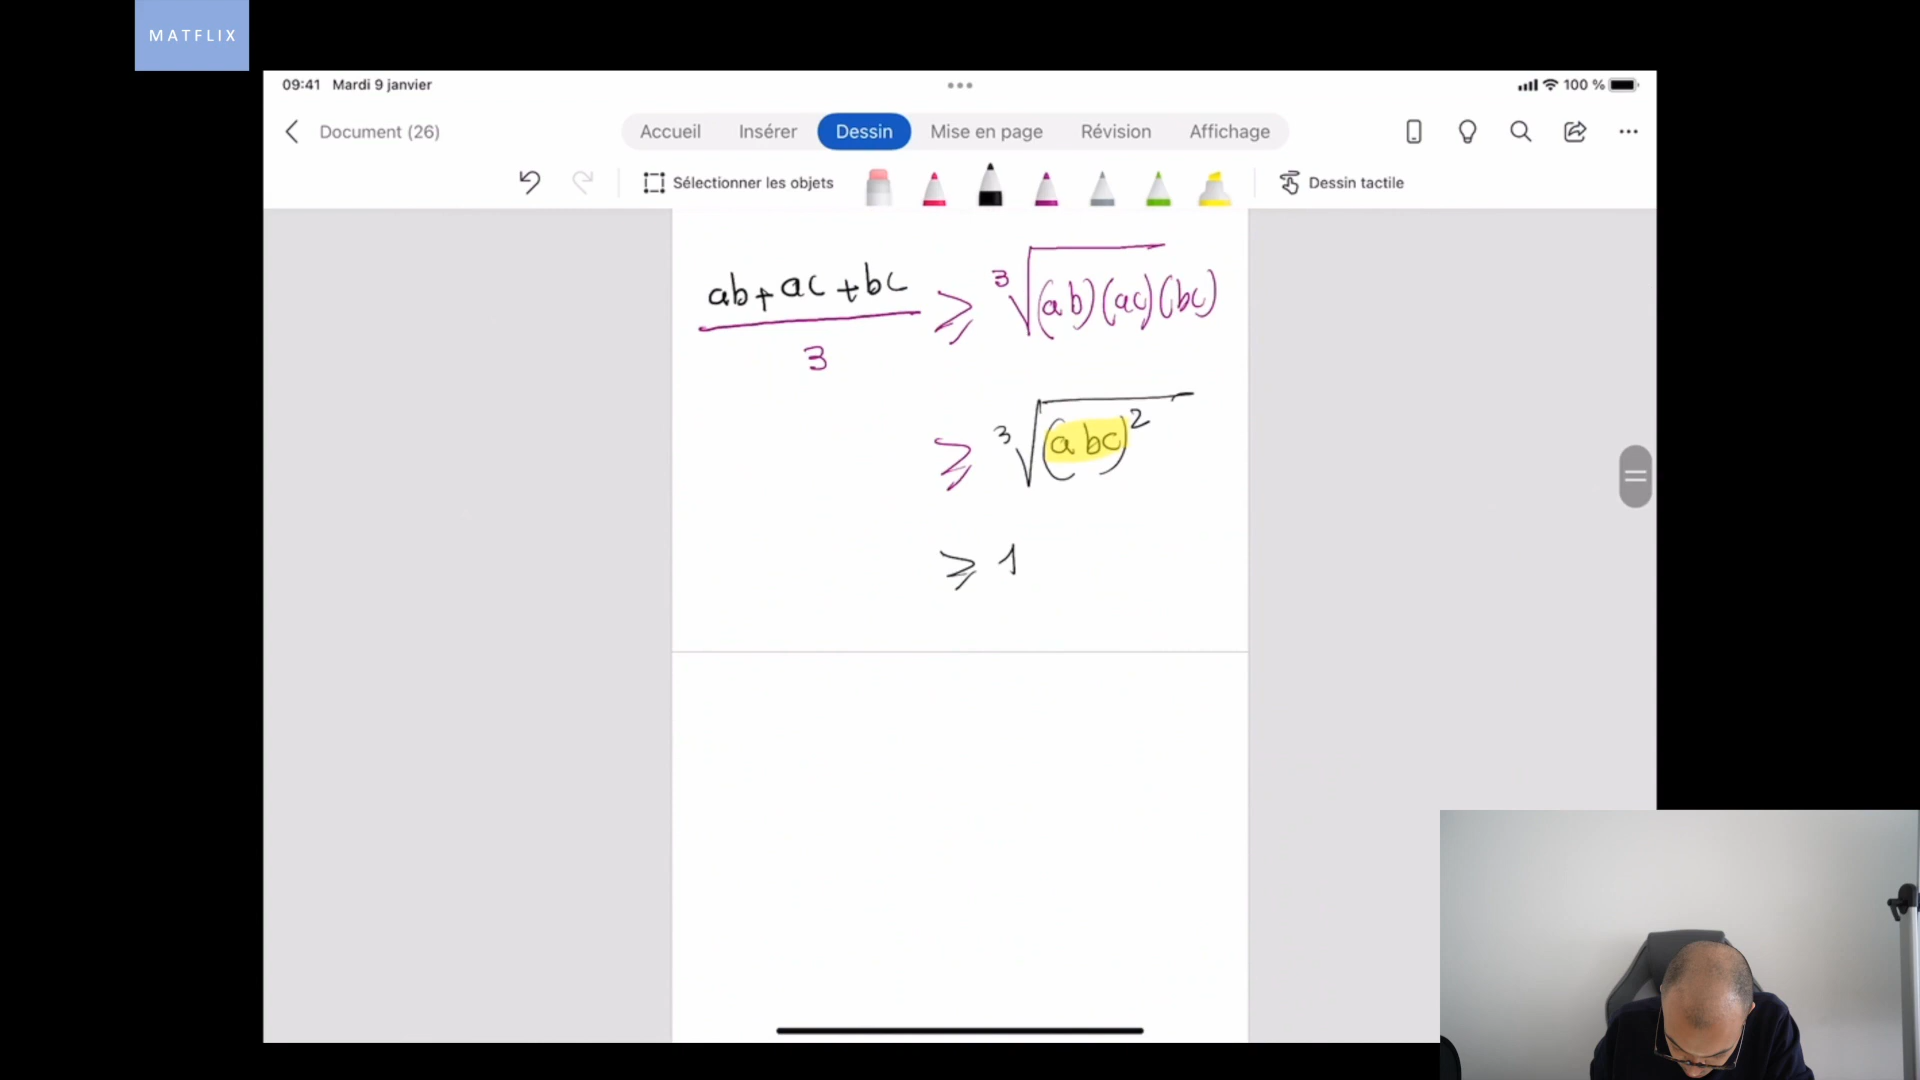 MATFLIX
09:41 Mardi 9 janvier
100 %
Document (26)
Accueil Insérer Dessin Mise en page Révision Affichage
Sélectionner les objets
Dessin tactile
ab+ac+bc / 3 ≥ ³√(ab)(ac)(bc)
≥ ³√(abc)²
≥ 1